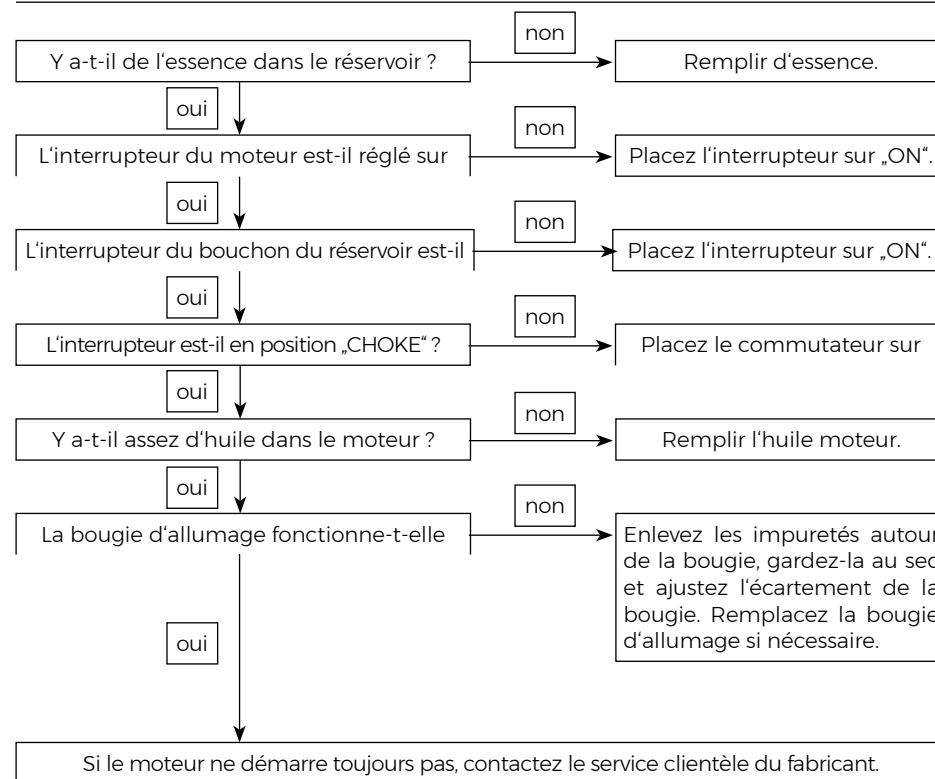 non
Y a-t-il de l‘essence dans le réservoir ?
Remplir d‘essence.
oui
non
L‘interrupteur du moteur est-il réglé sur
Placez l‘interrupteur sur „ON“.
oui
non
L‘interrupteur du bouchon du réservoir est-il
Placez l‘interrupteur sur „ON“.
oui
non
L‘interrupteur est-il en position „CHOKE“ ?
Placez le commutateur sur
oui
non
Y a-t-il assez d‘huile dans le moteur ?
Remplir l‘huile moteur.
oui
non
La bougie d‘allumage fonctionne-t-elle
Enlevez les impuretés autour
de la bougie, gardez-la au sec
et ajustez l‘écartement de la
bougie. Remplacez la bougie
d‘allumage si nécessaire.
oui
Si le moteur ne démarre toujours pas, contactez le service clientèle du fabricant.